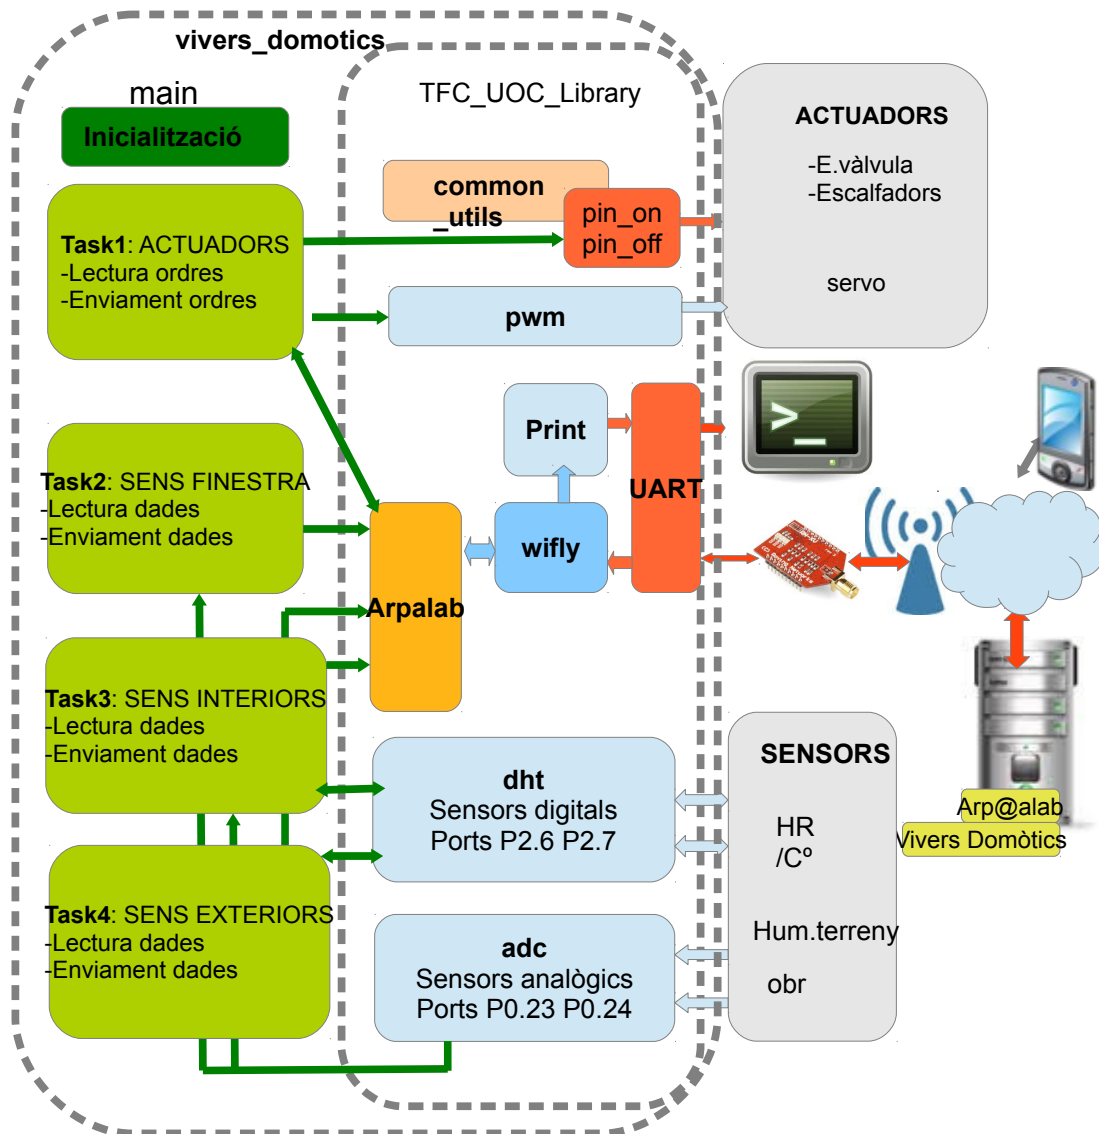 vivers_domotics
main
TFC_UOC_Library
Inicialització
ACTUADORS
-E.vàlvula
-Escalfadors
servo
common
_utils
pin_on
pin_off
Task1: ACTUADORS
-Lectura ordres
-Enviament ordres
pwm
Print
UART
>_
Task2: SENS FINESTRA
-Lectura dades
-Enviament dades
wifly
Arpalab
Task3: SENS INTERIORS
-Lectura dades
-Enviament dades
dht
Sensors digitals
Ports P2.6 P2.7
SENSORS
HR
/Cº
Hum.terreny
obr
Arp@alab
Vivers Domòtics
Task4: SENS EXTERIORS
-Lectura dades
-Enviament dades
adc
Sensors analògics
Ports P0.23 P0.24